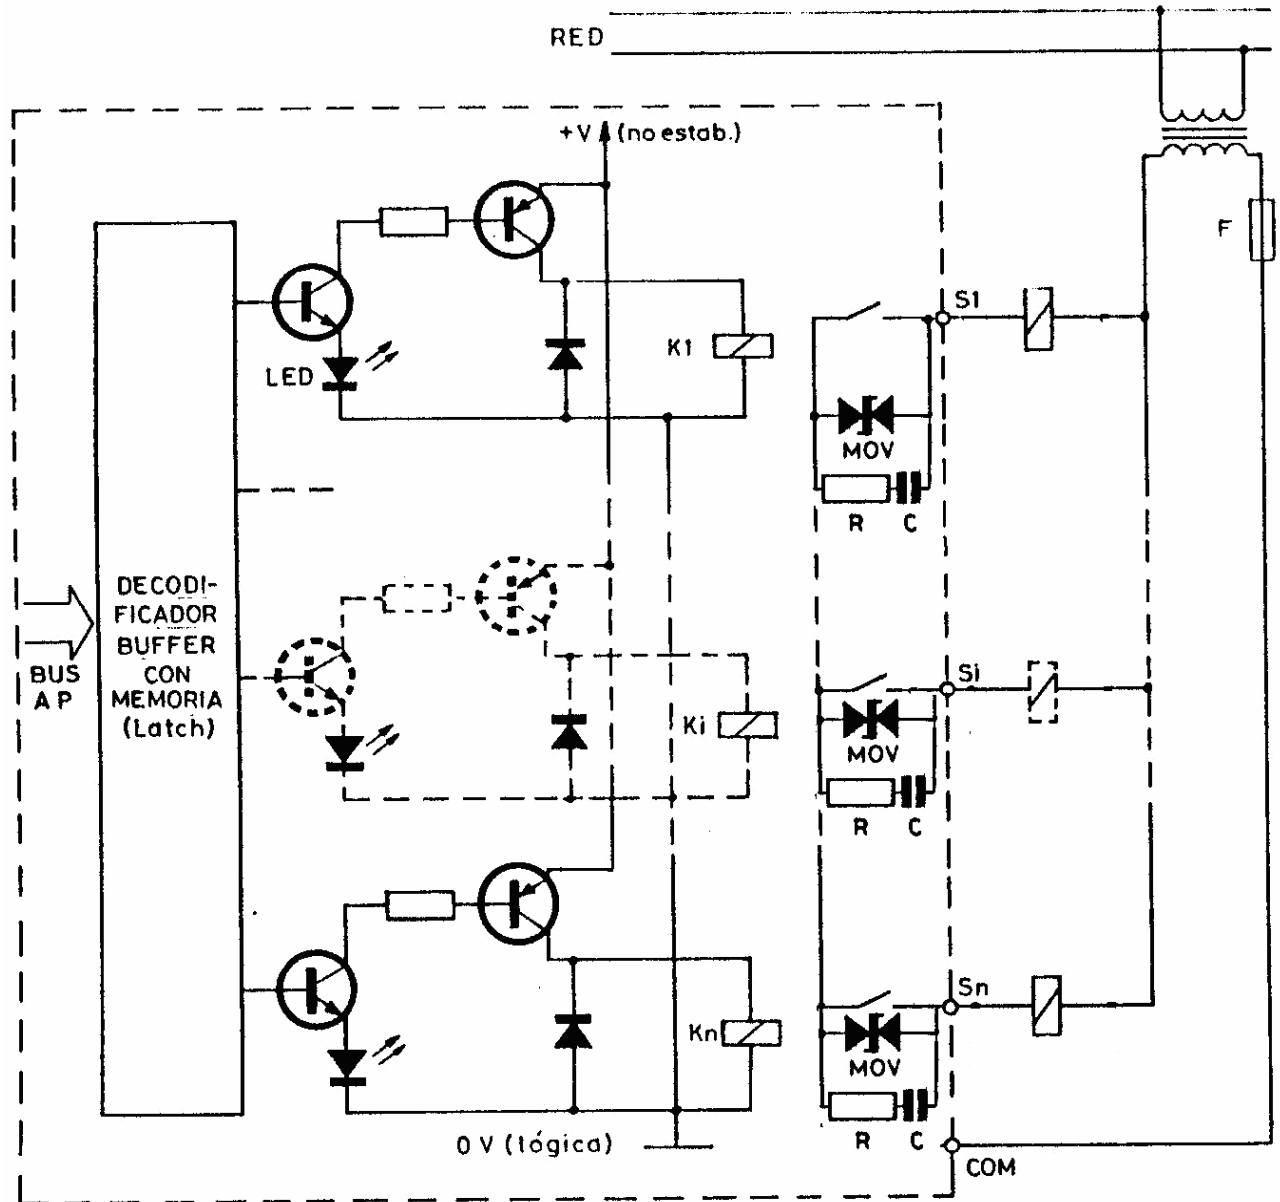 RED
+V (no estab.)
F
S1
K1
LED
MOV
R C
DECODI-
FICADOR
BUFFER
CON
MEMORIA
(Latch)
BUS
A P
Si
Ki
MOV
R C
Sn
Kn
MOV
R C
0 V (lógica)
COM